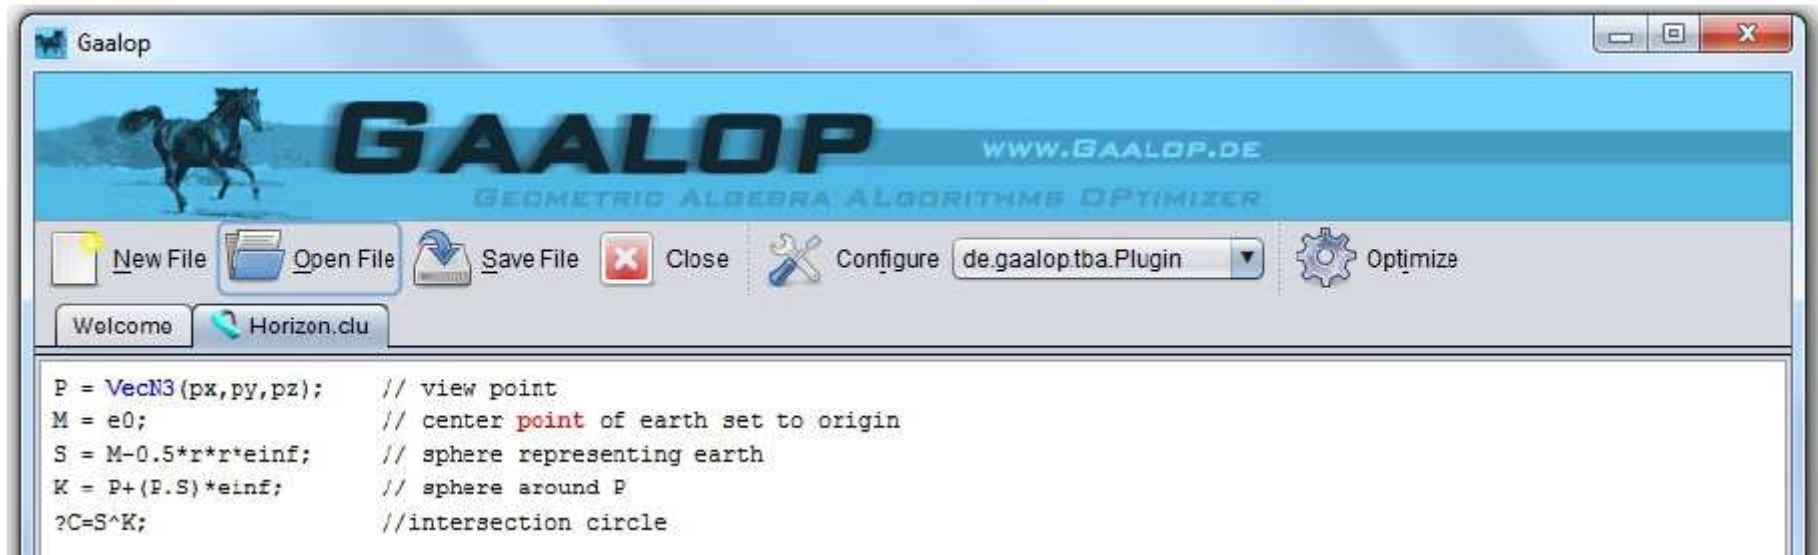 Gaalop
GAALOP WWW.GAALOP.DE
GEOMETRIC ALGEBRA ALGORITHMS OPTIMIZER
New File Open File Save File Close Configure de.gaalop.tba.Plugin Optimize
Welcome Horizon.clu
P = VecN3(px,py,pz); // view point
M = e0; // center point of earth set to origin
S = M-0.5*r*r*einf; // sphere representing earth
K = P+(P.S)*einf; // sphere around P
?C=S^K; //intersection circle